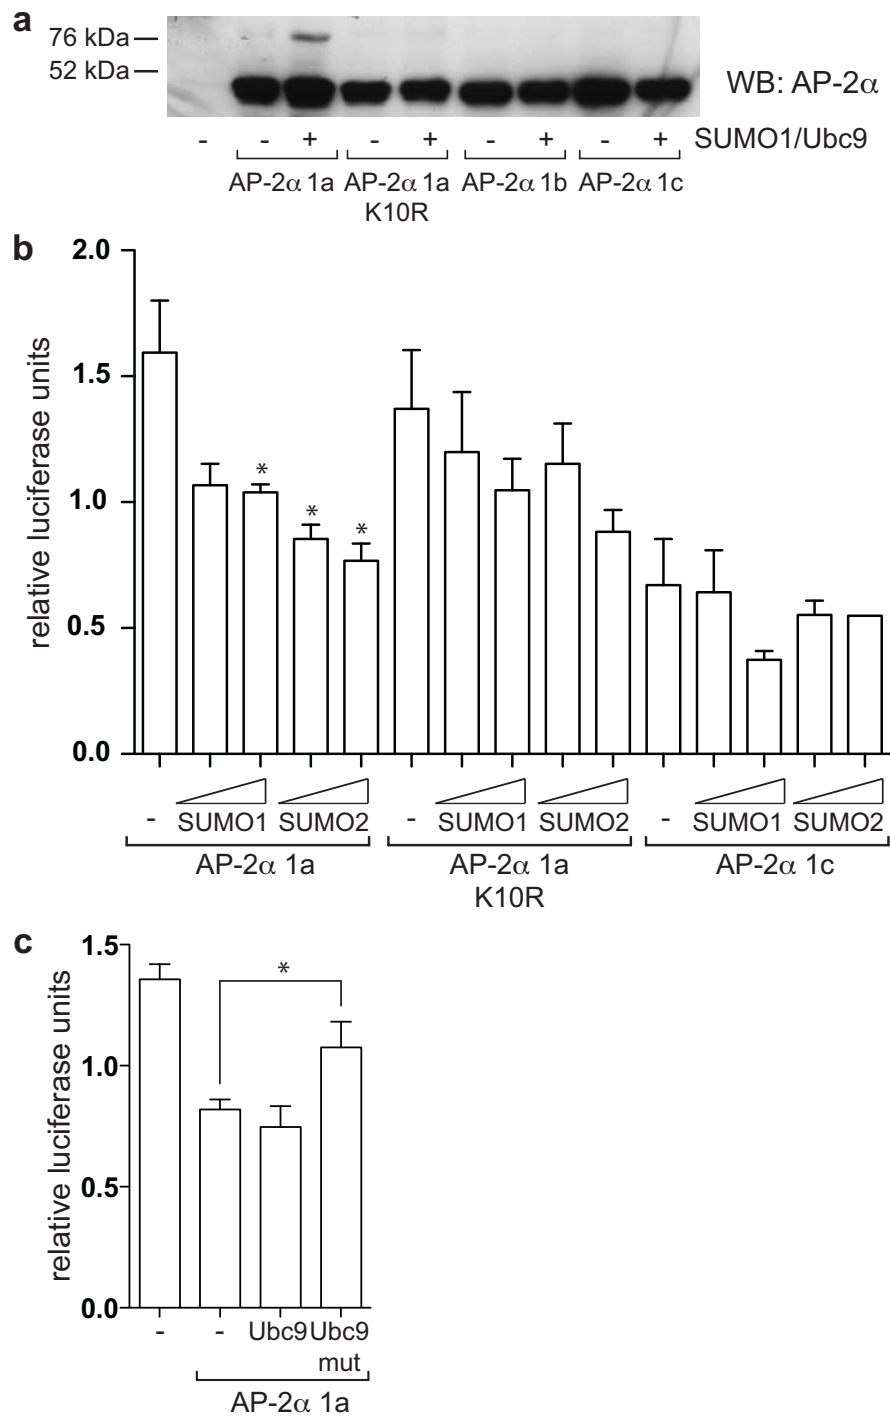 a
76 kDa
52 kDa
WB: AP-2α
- - + - + - + - + SUMO1/Ubc9
AP-2α 1a AP-2α 1a AP-2α 1b AP-2α 1c
K10R
b
relative luciferase units
2.0
1.5
1.0
0.5
0.0
* * *
- SUMO1 SUMO2 - SUMO1 SUMO2 - SUMO1 SUMO2
AP-2α 1a AP-2α 1a AP-2α 1c
K10R
c
relative luciferase units
1.5
1.0
0.5
0.0
*
- - Ubc9 Ubc9
mut
AP-2α 1a